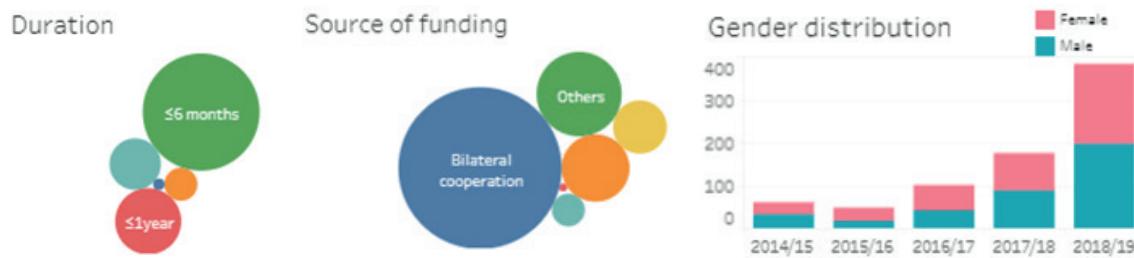 Duration
≤6 months
≤1year
Source of funding
Others
Bilateral
cooperation
Gender distribution
Female
Male
400
300
200
100
0
2014/15 2015/16 2016/17 2017/18 2018/19